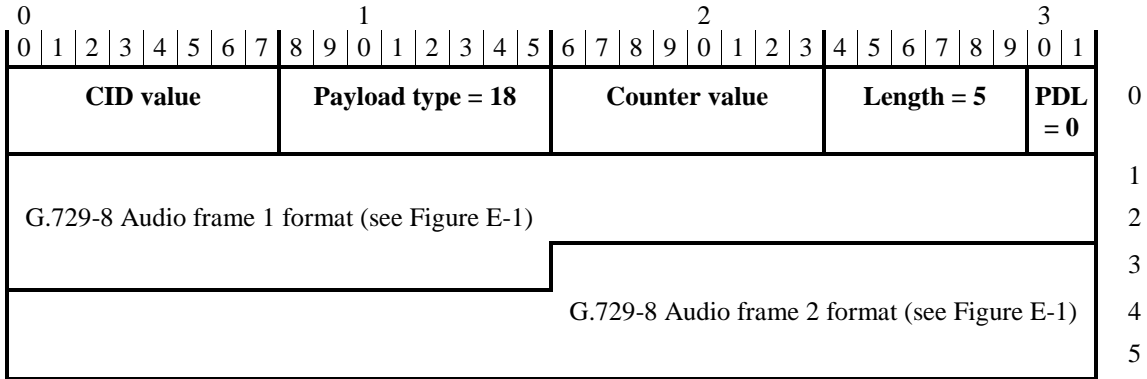 0 1 2 3
0 1 2 3 4 5 6 7 8 9 0 1 2 3 4 5 6 7 8 9 0 1 2 3 4 5 6 7 8 9 0 1
CID value Payload type = 18 Counter value Length = 5 PDL 0
= 0
1
G.729-8 Audio frame 1 format (see Figure E-1) 2
3
G.729-8 Audio frame 2 format (see Figure E-1) 4
5